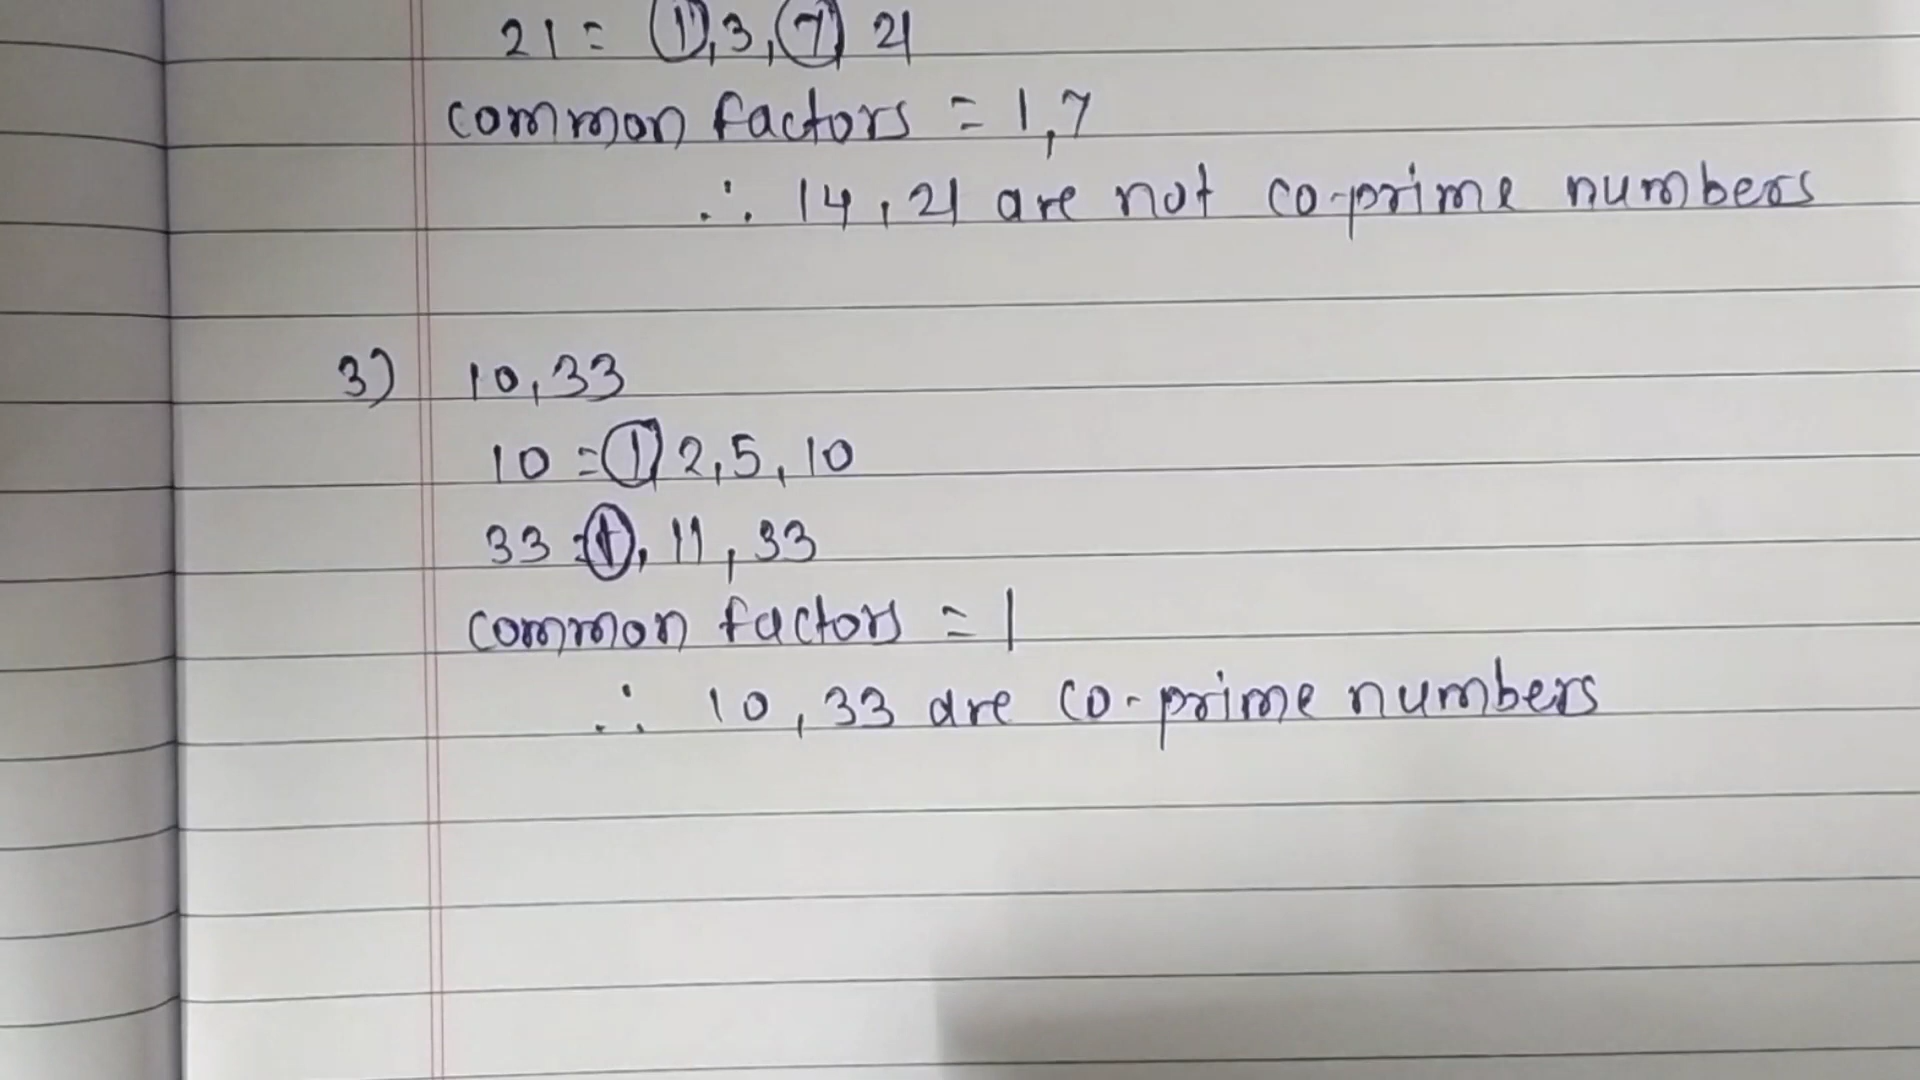 21 = 1, 3, 7, 21
common factors = 1, 7
∴ 14, 21 are not co-prime numbers
3) 10, 33
10 = 1, 2, 5, 10
33 = 1, 11, 33
common factors = 1
∴ 10, 33 are co-prime numbers